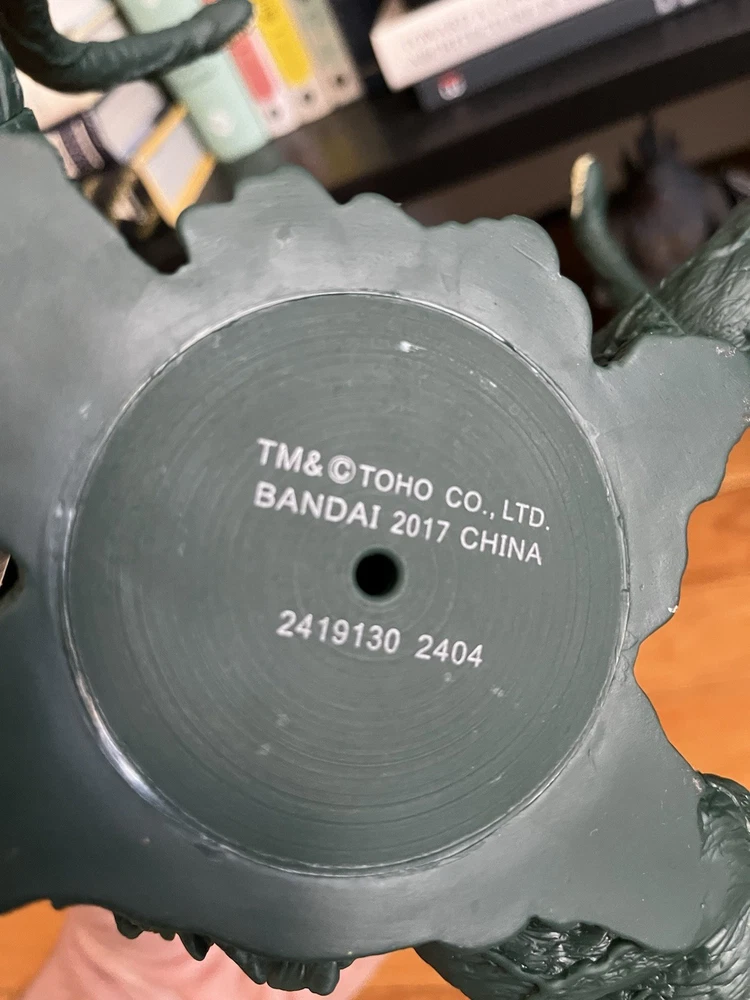 TM&©TOHO CO., LTD.
BANDAI 2017 CHINA
2419130 2404